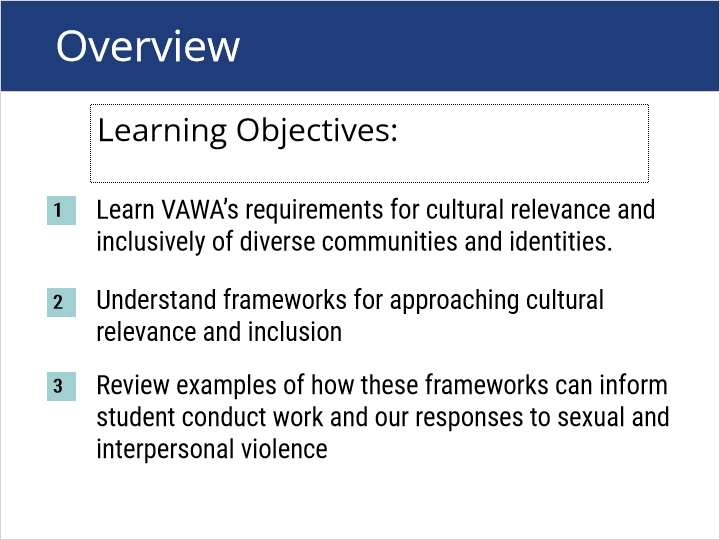 Overview
Learning Objectives:
1 Learn VAWA’s requirements for cultural relevance and
inclusively of diverse communities and identities.
2 Understand frameworks for approaching cultural
relevance and inclusion
3 Review examples of how these frameworks can inform
student conduct work and our responses to sexual and
interpersonal violence